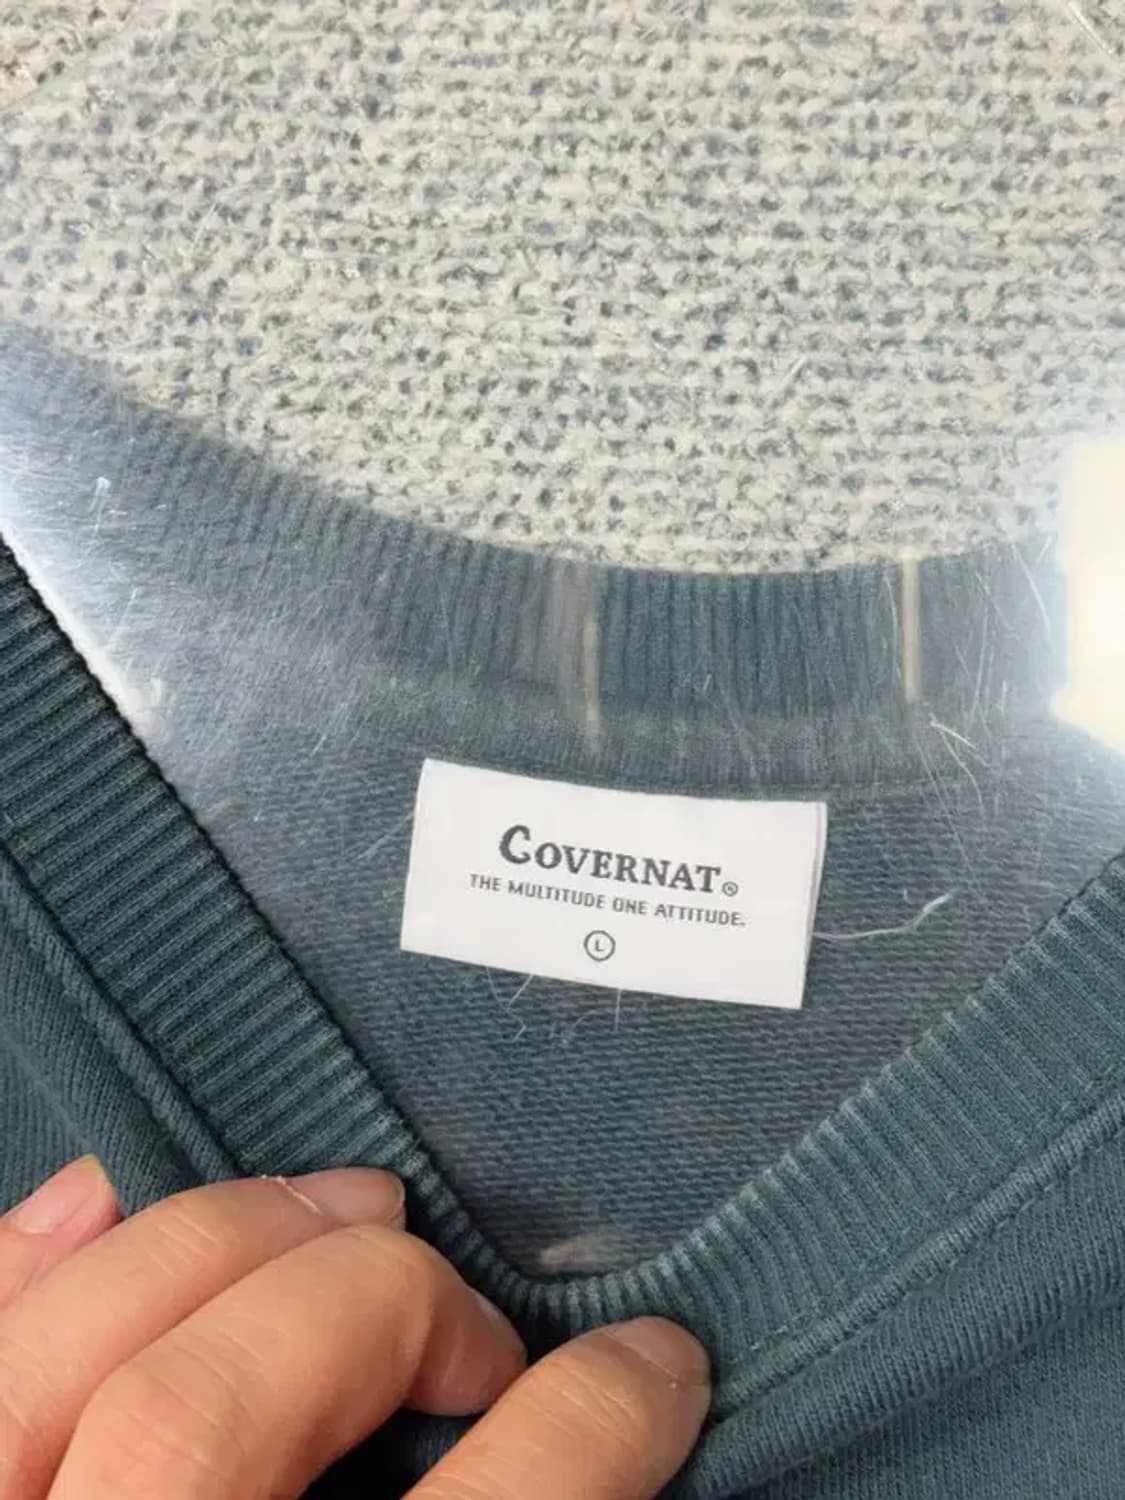 COVERNAT®
THE MULTITUDE ONE ATTITUDE.
L